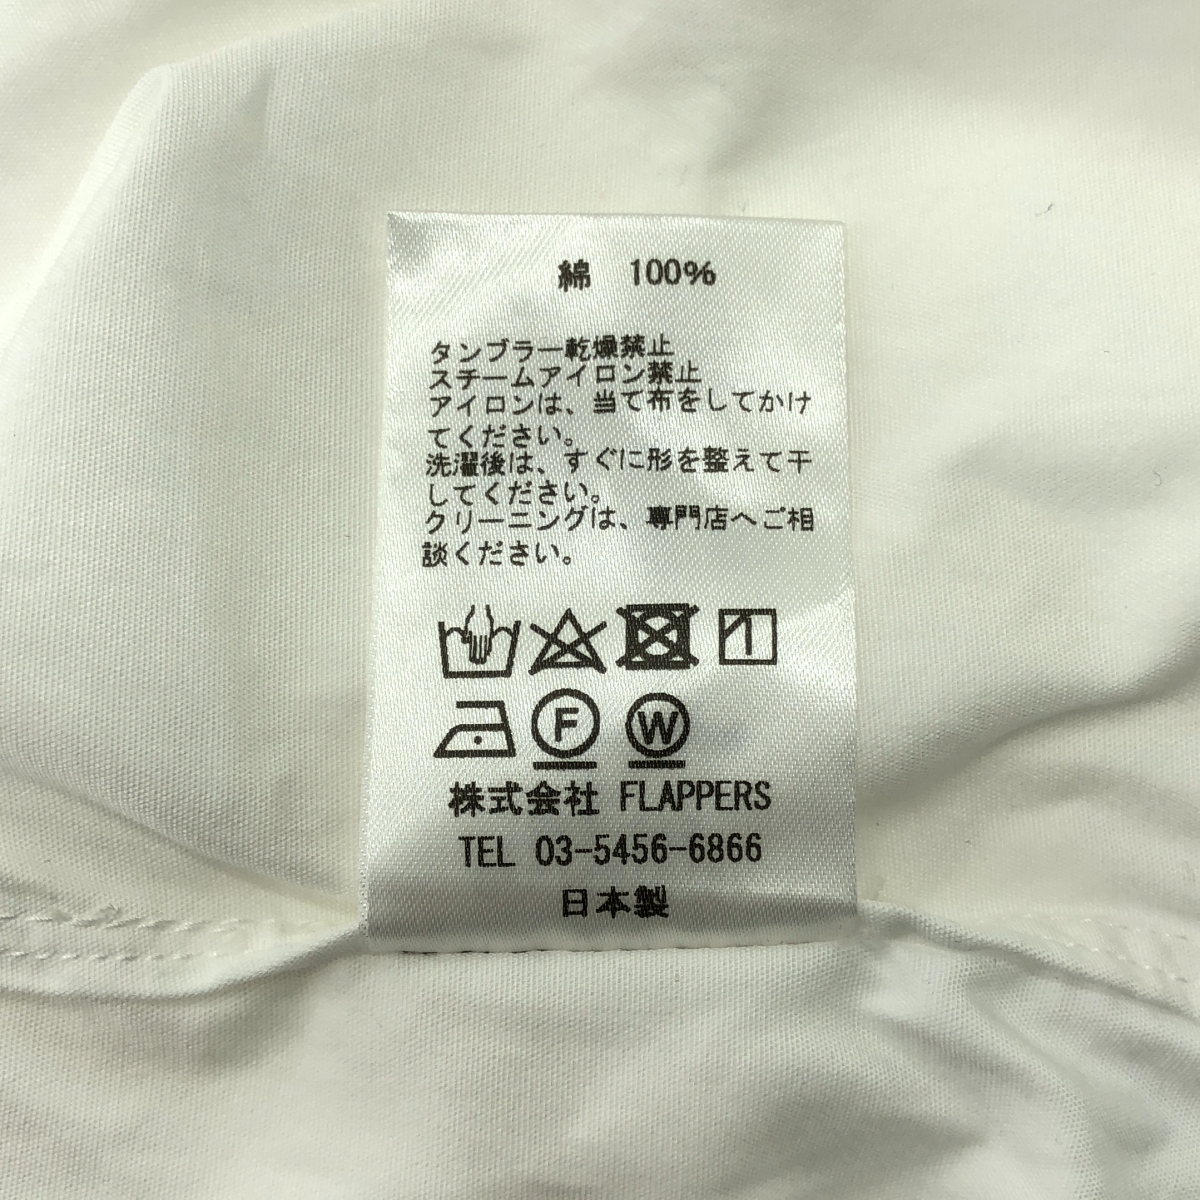 綿 100%
タンブラー乾燥禁止
スチームアイロン禁止
アイロンは、当て布をしてかけ
てください。
洗濯後は、すぐに形を整えて干
してください。
クリーニングは、専門店へご相
談ください。
F W
株式会社 FLAPPERS
TEL 03-5456-6866
日本製